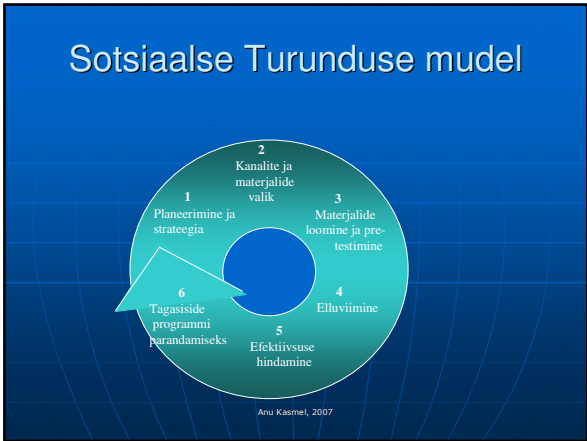 Sotsiaalse Turunduse mudel
1
Planeerimine ja
strateegia
2
Kanalite ja
materjalide
valik
3
Materjalide
loomine ja pre-
testimine
4
Elluviimine
5
Efektiivsuse
hindamine
6
Tagasiside
programmi
parandamiseks
Anu Kasmel, 2007